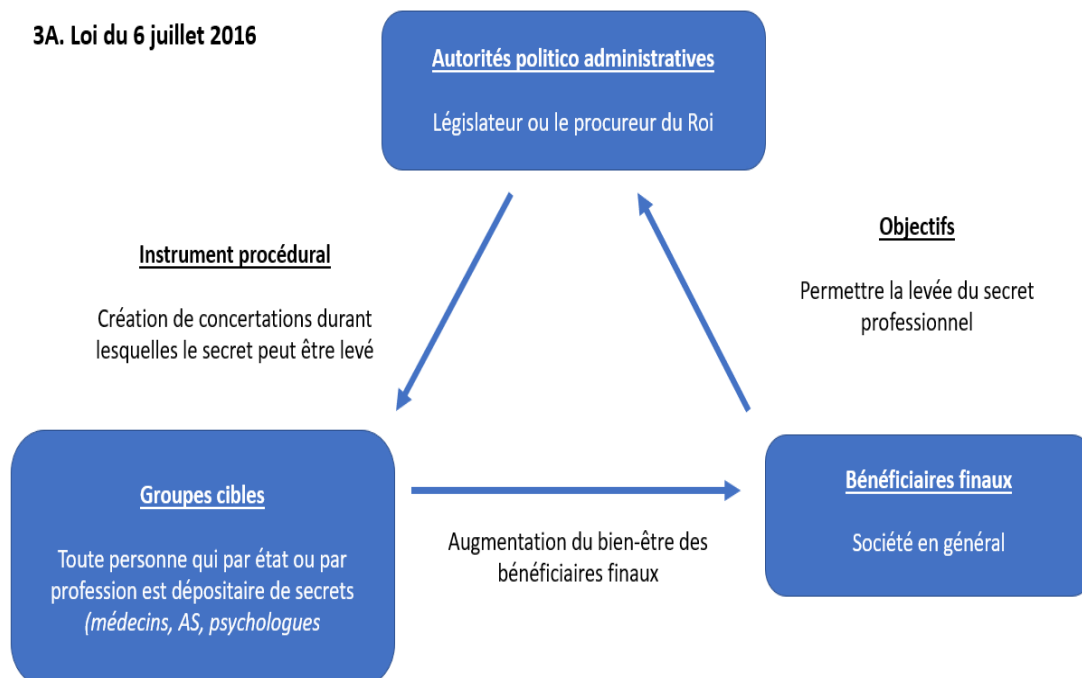 3A. Loi du 6 juillet 2016
Autorités politico administratives
Législateur ou le procureur du Roi
Instrument procédural
Création de concertations durant
lesquelles le secret peut être levé
Objectifs
Permettre la levée du secret
professionnel
Groupes cibles
Toute personne qui par état ou par
profession est dépositaire de secrets
(médecins, AS, psychologues
Augmentation du bien-être des
bénéficiaires finaux
Bénéficiaires finaux
Société en général